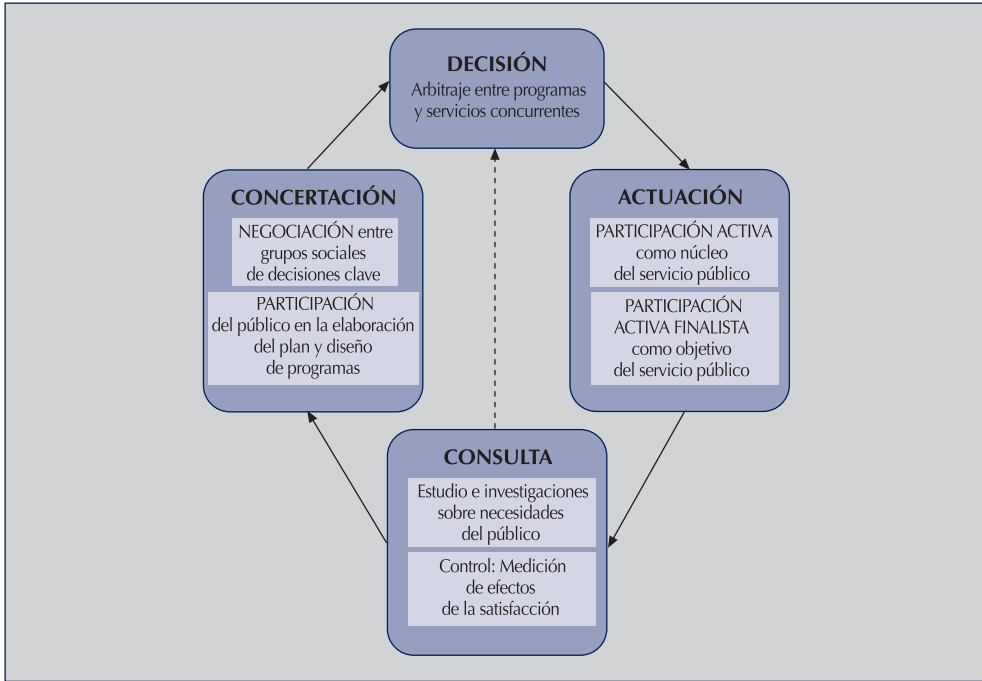 DECISIÓN
Arbitraje entre programas
y servicios concurrentes
CONCERTACIÓN
NEGOCIACIÓN entre
grupos sociales
de decisiones clave
PARTICIPACIÓN
del público en la elaboración
del plan y diseño
de programas
ACTUACIÓN
PARTICIPACIÓN ACTIVA
como núcleo
del servicio público
PARTICIPACIÓN
ACTIVA FINALISTA
como objetivo
del servicio público
CONSULTA
Estudio e investigaciones
sobre necesidades
del público
Control: Medición
de efectos
de la satisfacción